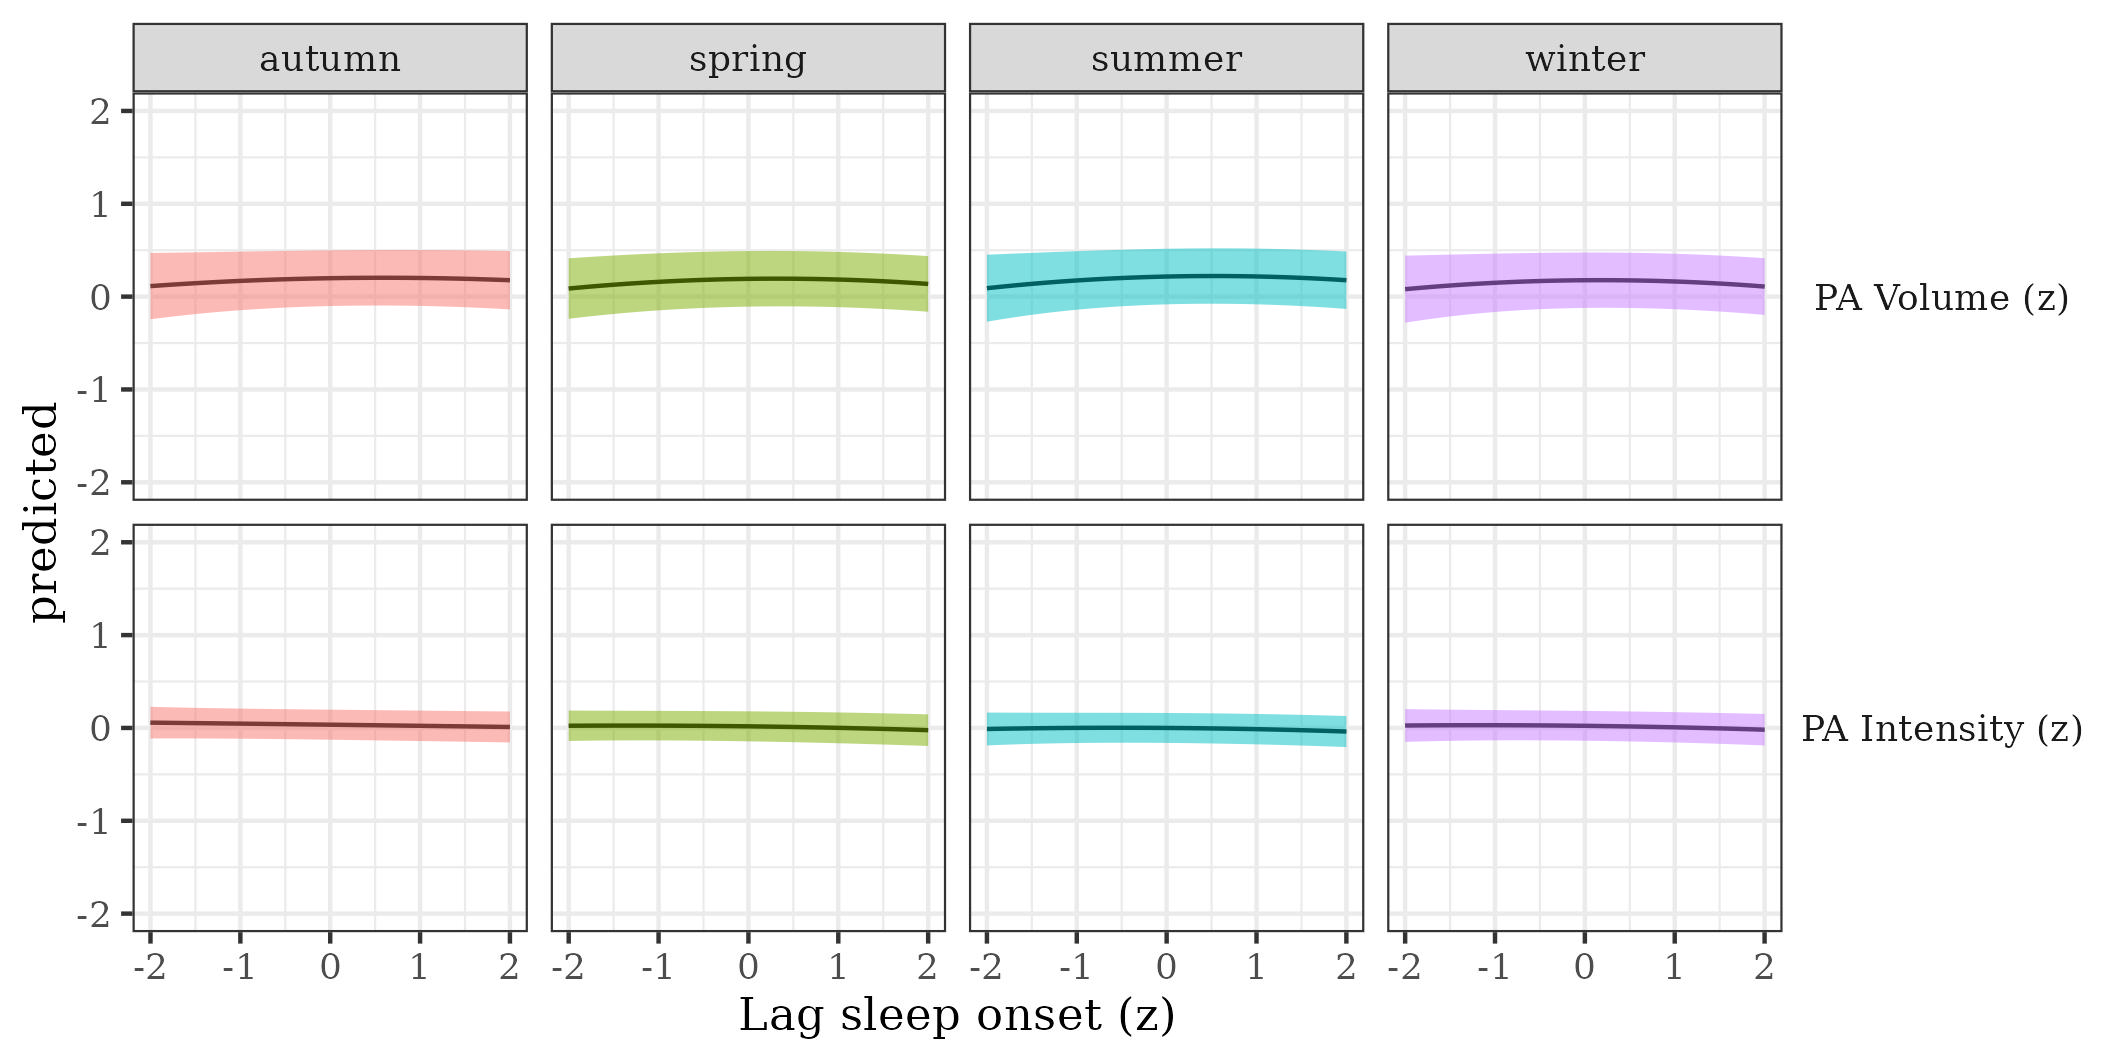 autumn spring summer winter
2
1
0
-1
-2
PA Volume (z)
predicted
2
1
0
-1
-2
PA Intensity (z)
-2 -1 0 1 2 -2 -1 0 1 2 -2 -1 0 1 2 -2 -1 0 1 2
Lag sleep onset (z)